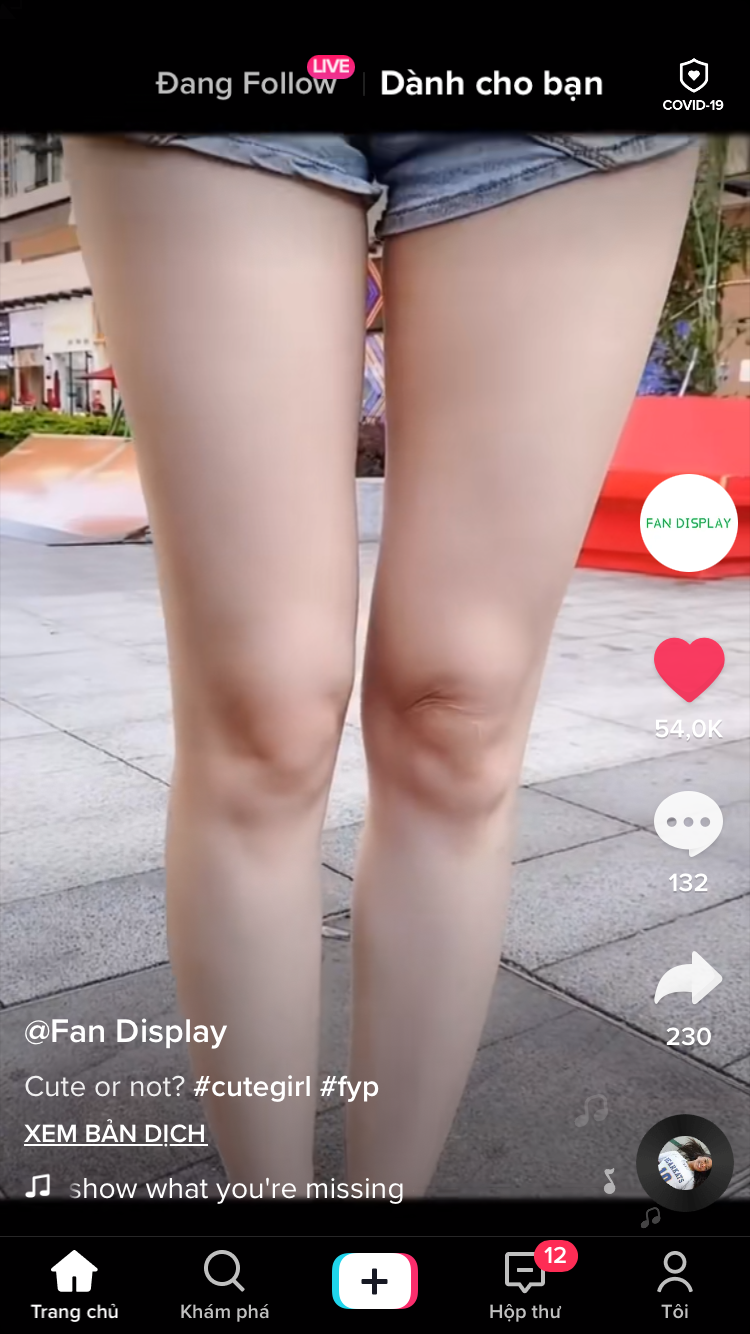 Đang Follow
LIVE
Dành cho bạn
COVID-19
FAN DISPLAY
54,0K
132
230
@Fan Display
Cute or not? #cutegirl #fyp
XEM BẢN DỊCH
show what you're missing
BEARKATS
12
Trang chủ
Khám phá
Hộp thư
Tôi